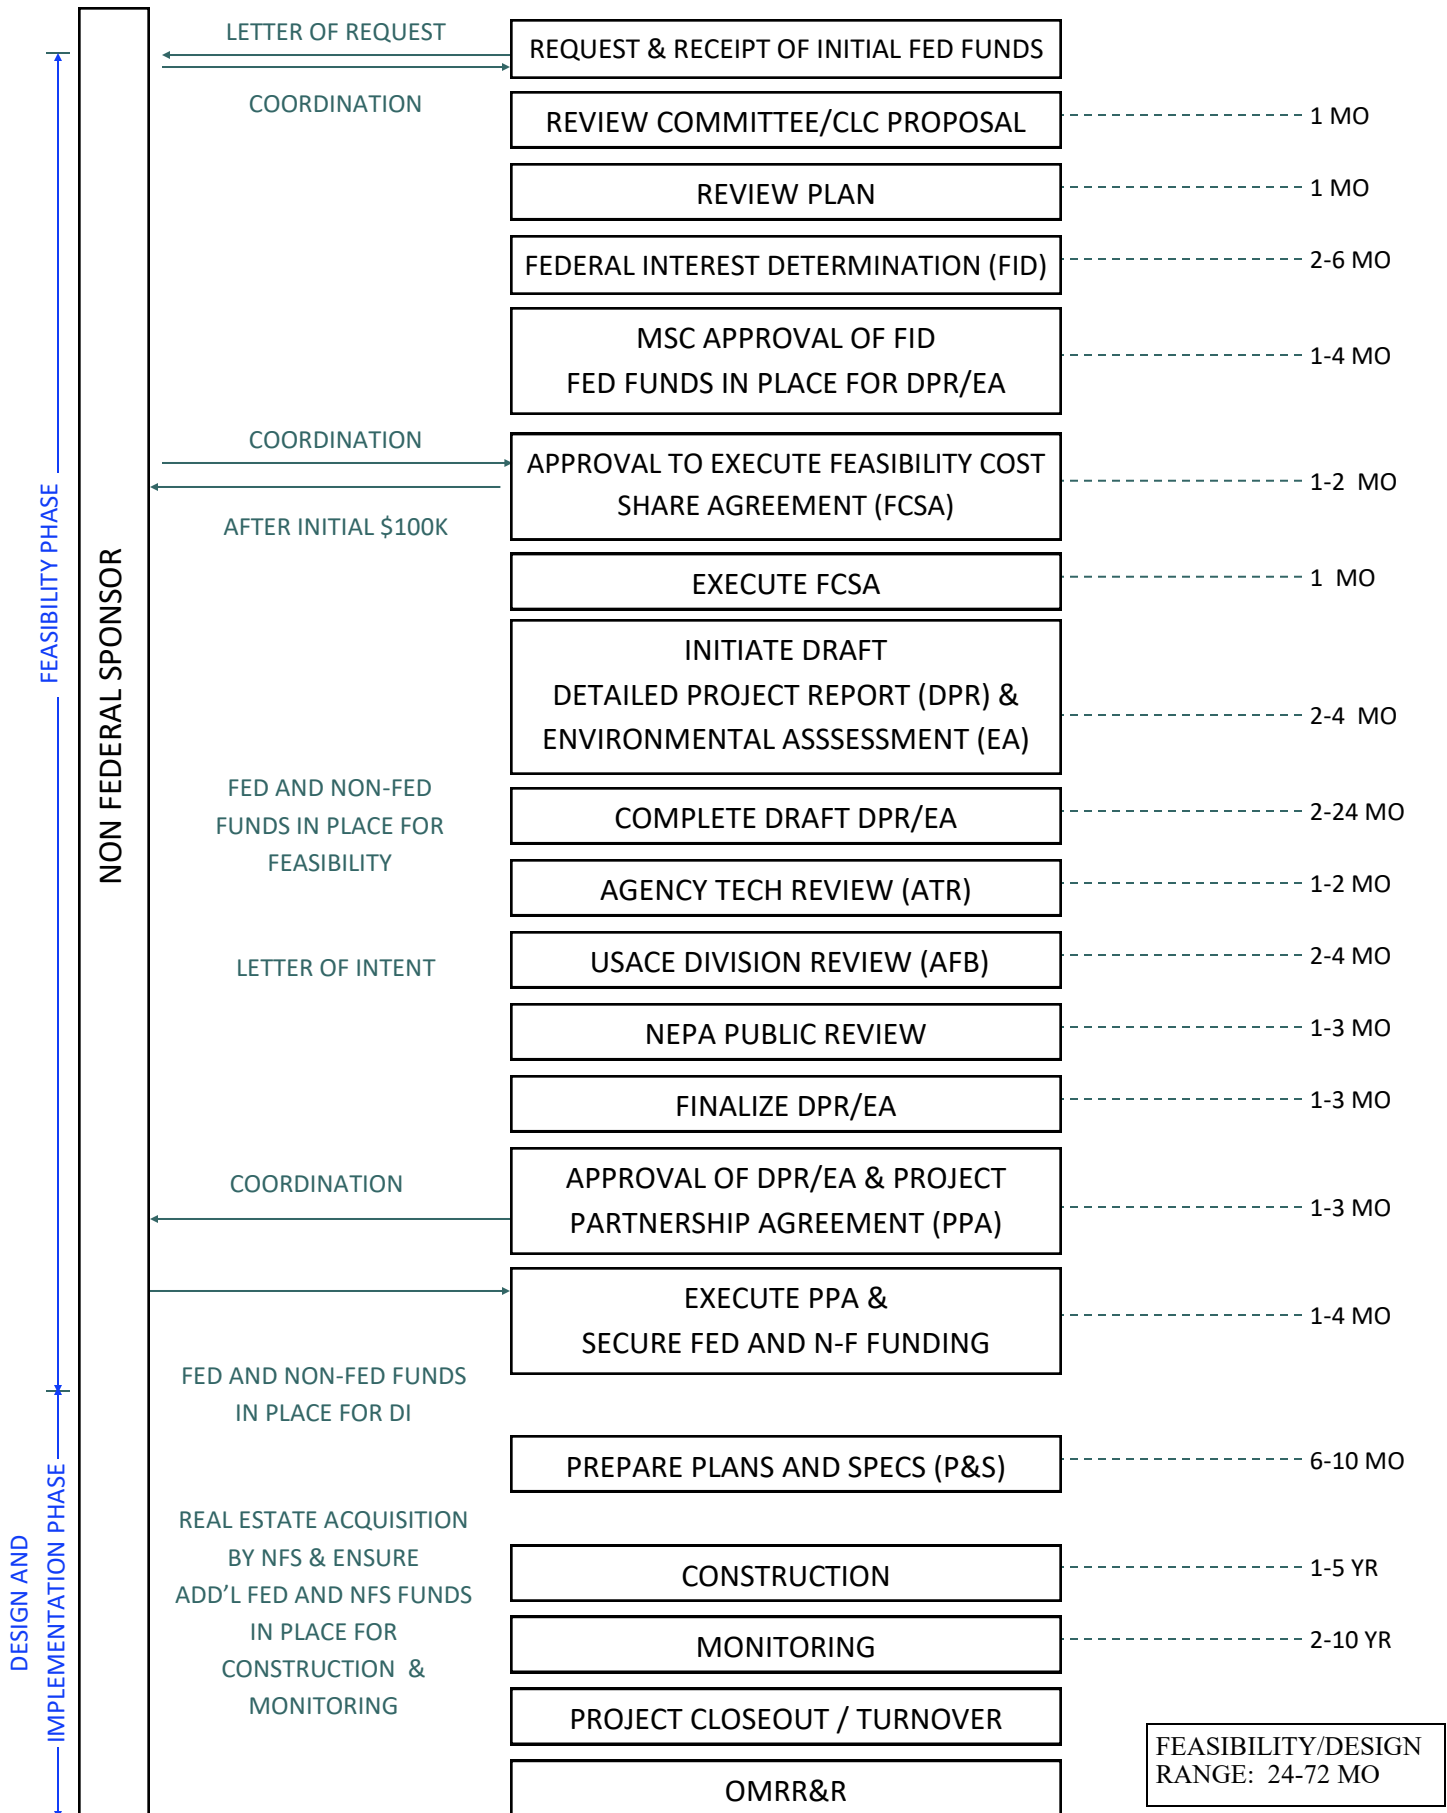 LETTER OF REQUEST
REQUEST & RECEIPT OF INITIAL FED FUNDS
COORDINATION
REVIEW COMMITTEE/CLC PROPOSAL
1 MO
REVIEW PLAN
1 MO
FEDERAL INTEREST DETERMINATION (FID)
2-6 MO
MSC APPROVAL OF FID
FED FUNDS IN PLACE FOR DPR/EA
1-4 MO
COORDINATION
APPROVAL TO EXECUTE FEASIBILITY COST
SHARE AGREEMENT (FCSA)
1-2 MO
AFTER INITIAL $100K
FEASIBILITY PHASE
NON FEDERAL SPONSOR
EXECUTE FCSA
1 MO
INITIATE DRAFT
DETAILED PROJECT REPORT (DPR) &
ENVIRONMENTAL ASSSESSMENT (EA)
2-4 MO
FED AND NON-FED
FUNDS IN PLACE FOR
FEASIBILITY
COMPLETE DRAFT DPR/EA
2-24 MO
AGENCY TECH REVIEW (ATR)
1-2 MO
LETTER OF INTENT
USACE DIVISION REVIEW (AFB)
2-4 MO
NEPA PUBLIC REVIEW
1-3 MO
FINALIZE DPR/EA
1-3 MO
COORDINATION
APPROVAL OF DPR/EA & PROJECT
PARTNERSHIP AGREEMENT (PPA)
1-3 MO
EXECUTE PPA &
SECURE FED AND N-F FUNDING
1-4 MO
FED AND NON-FED FUNDS
IN PLACE FOR DI
PREPARE PLANS AND SPECS (P&S)
6-10 MO
DESIGN AND
IMPLEMENTATION PHASE
REAL ESTATE ACQUISITION
BY NFS & ENSURE
ADD’L FED AND NFS FUNDS
IN PLACE FOR
CONSTRUCTION &
MONITORING
CONSTRUCTION
1-5 YR
MONITORING
2-10 YR
PROJECT CLOSEOUT / TURNOVER
OMRR&R
FEASIBILITY/DESIGN
RANGE: 24-72 MO